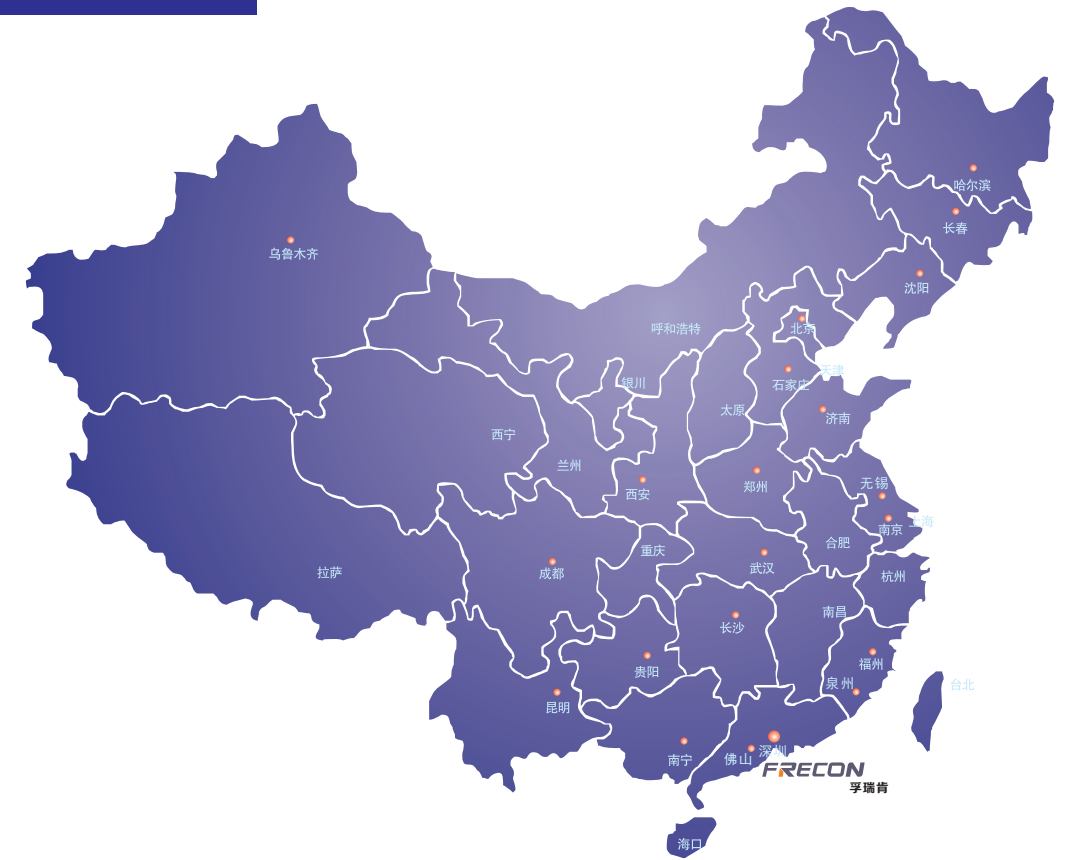 哈尔滨
长春
乌鲁木齐
沈阳
呼和浩特
北京
天津
银川
石家庄
太原
济南
西宁
兰州
无锡
郑州
西安
上海
南京
合肥
重庆
武汉
成都
拉萨
杭州
南昌
长沙
福州
贵阳
泉州
台北
昆明
深圳
佛山
南宁
FRECON
孚瑞肯
海口